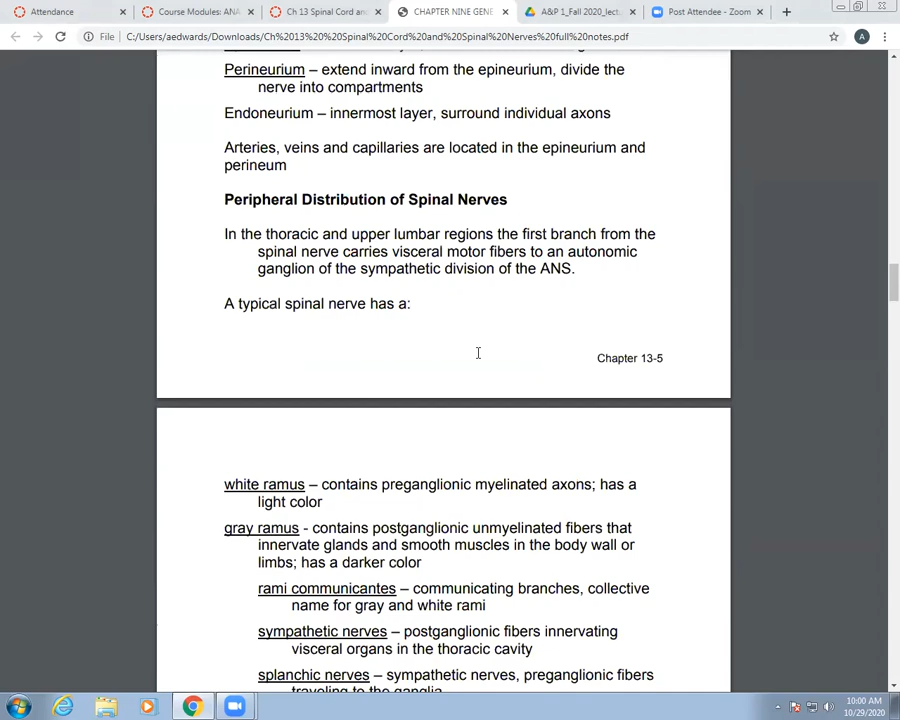 Attendance
Course Modules: ANA
Ch 13 Spinal Cord an
CHAPTER NINE GENE
A&P 1_Fall 2020_lect
Post Attendee - Zoom
File
C:/Users/aedwards/Downloads/Ch%2013%20%20Spinal%20Cord%20and%20Spinal%20Nerves%20full%20notes.pdf
A
Perineurium – extend inward from the epineurium, divide the
nerve into compartments
Endoneurium – innermost layer, surround individual axons
Arteries, veins and capillaries are located in the epineurium and
perineum
Peripheral Distribution of Spinal Nerves
In the thoracic and upper lumbar regions the first branch from the
spinal nerve carries visceral motor fibers to an autonomic
ganglion of the sympathetic division of the ANS.
A typical spinal nerve has a:
Chapter 13-5
white ramus – contains preganglionic myelinated axons; has a
light color
gray ramus - contains postganglionic unmyelinated fibers that
innervate glands and smooth muscles in the body wall or
limbs; has a darker color
rami communicantes – communicating branches, collective
name for gray and white rami
sympathetic nerves – postganglionic fibers innervating
visceral organs in the thoracic cavity
splanchic nerves – sympathetic nerves, preganglionic fibers
traveling to the ganglia
10:00 AM
10/29/2020